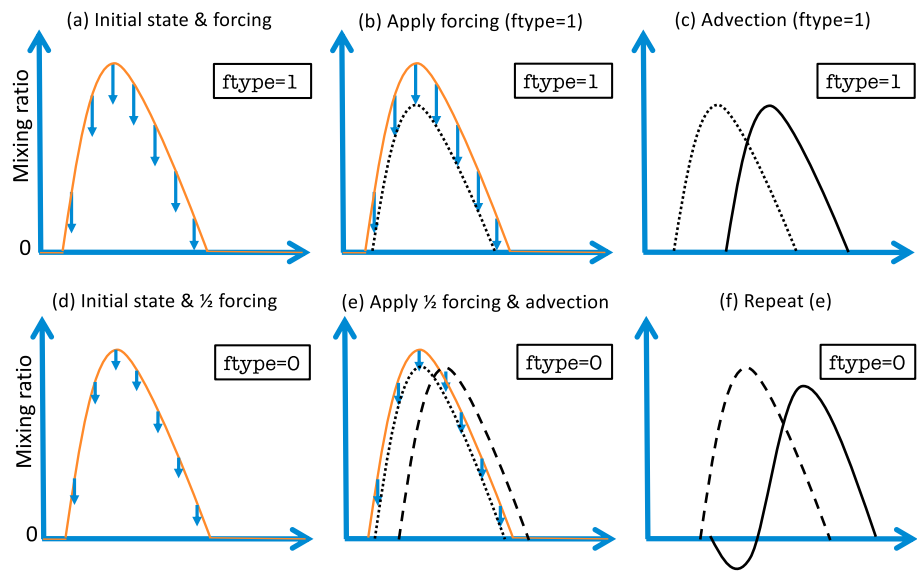 (a) Initial state & forcing
(b) Apply forcing (ftype=1)
(c) Advection (ftype=1)
ftype=1
ftype=1
ftype=1
Mixing ratio
0
(d) Initial state & ½ forcing
(e) Apply ½ forcing & advection
(f) Repeat (e)
ftype=0
ftype=0
ftype=0
Mixing ratio
0